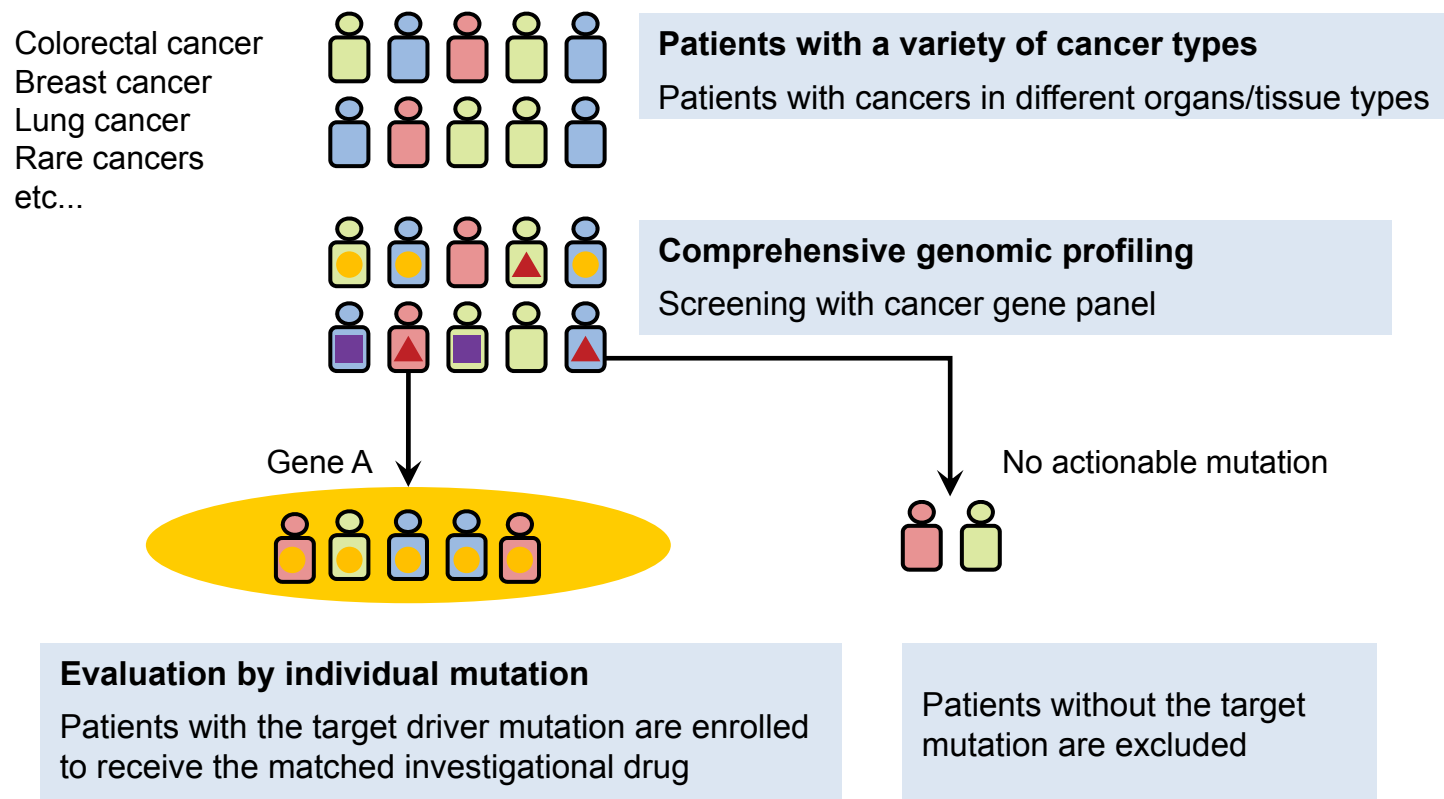 Colorectal cancer
Breast cancer
Lung cancer
Rare cancers
etc...
Patients with a variety of cancer types
Patients with cancers in different organs/tissue types
Comprehensive genomic profiling
Screening with cancer gene panel
Gene A
No actionable mutation
Evaluation by individual mutation
Patients with the target driver mutation are enrolled
to receive the matched investigational drug
Patients without the target
mutation are excluded